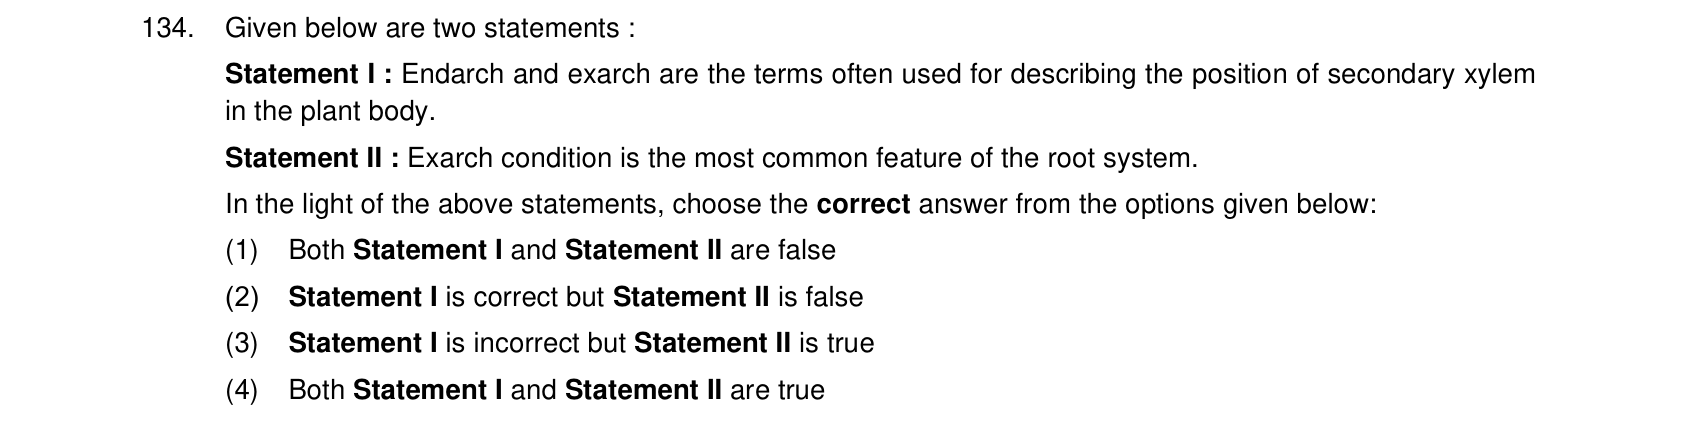 134. Given below are two statements :
Statement I : Endarch and exarch are the terms often used for describing the position of secondary xylem
in the plant body.
Statement II : Exarch condition is the most common feature of the root system.
In the light of the above statements, choose the correct answer from the options given below:
(1) Both Statement I and Statement II are false
(2) Statement I is correct but Statement II is false
(3) Statement I is incorrect but Statement II is true
(4) Both Statement I and Statement II are true